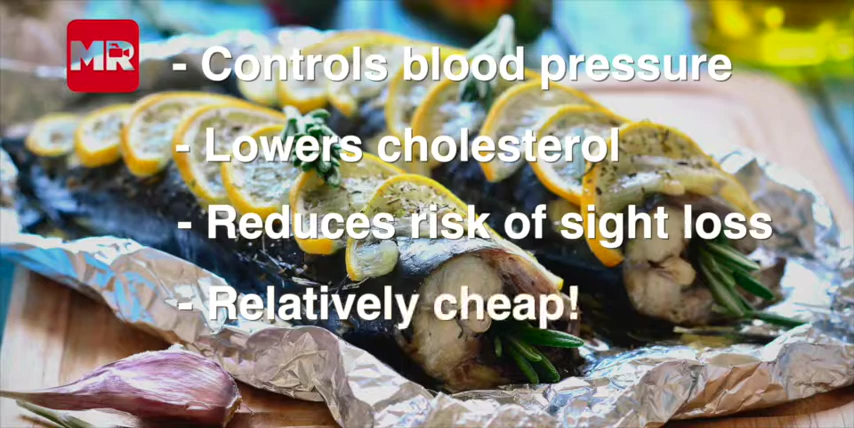 MR
- Controls blood pressure
- Lowers cholesterol
- Reduces risk of sight loss
- Relatively cheap!